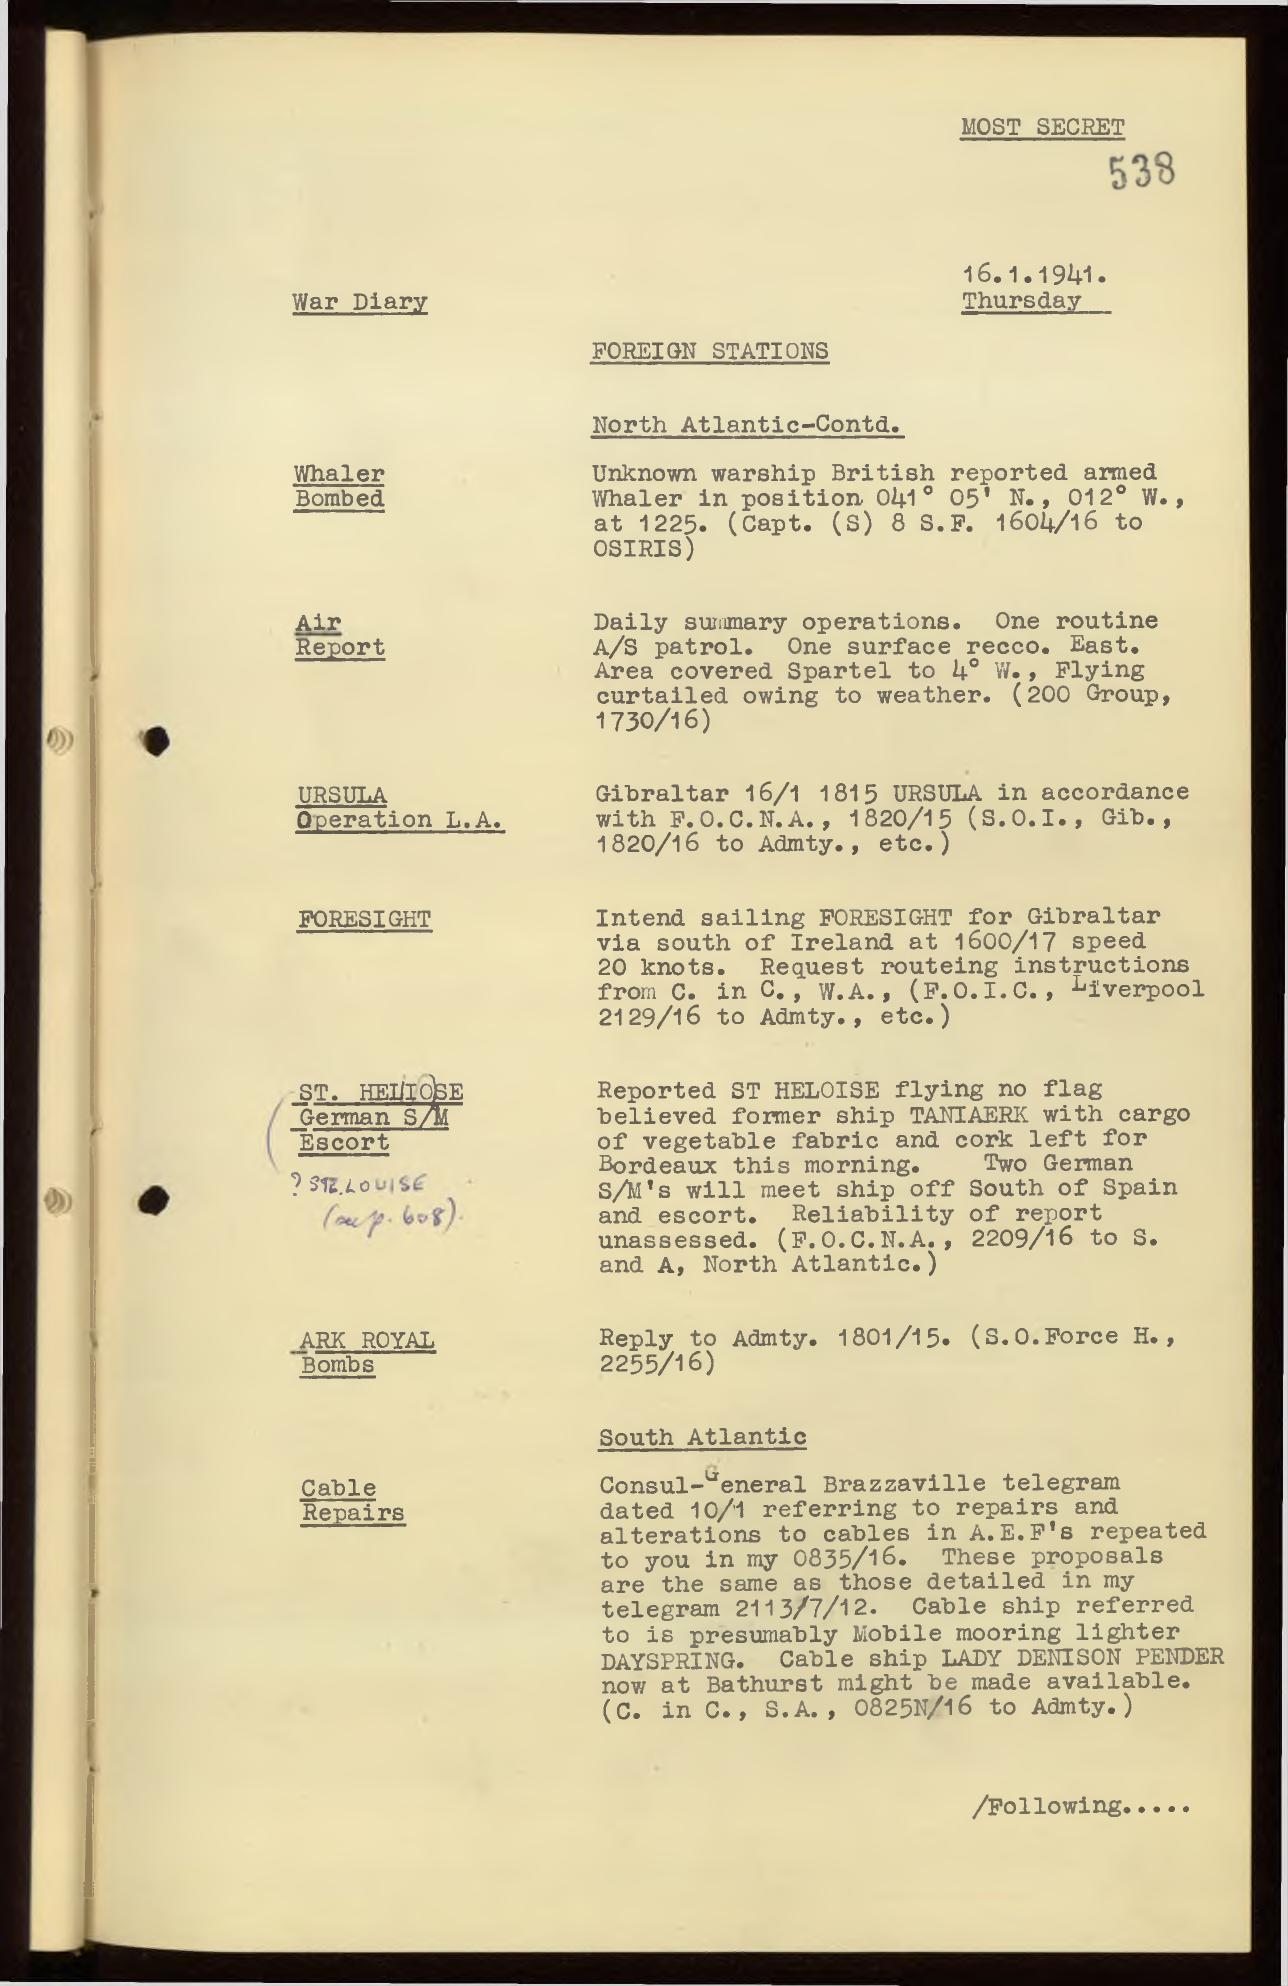 MOST SECRET
538
16.1.1941.
War Diary
Thursday
FOREIGN STATIONS
North Atlantic-Contd.
Whaler
Bombed
Unknown warship British reported armed
Whaler in position 041° 05' N., 012° W.,
at 1225. (Capt. (S) 8 S.F. 1604/16 to
OSIRIS)
Air
Report
Daily summary operations. One routine
A/S patrol. One surface recco. East.
Area covered Spartel to 4° W., Flying
curtailed owing to weather. (200 Group,
1730/16)
URSULA
Operation L.A.
Gibraltar 16/1 1815 URSULA in accordance
with F.O.C.N.A., 1820/15 (S.O.I., Gib.,
1820/16 to Admty., etc.)
FORESIGHT
Intend sailing FORESIGHT for Gibraltar
via south of Ireland at 1600/17 speed
20 knots. Request routeing instructions
from C. in C., W.A., (F.O.I.C., Liverpool
2129/16 to Admty., etc.)
ST. HELIOSE
German S/M
Escort
? STE. LOUISE
(see p. 608).
Reported ST HELOISE flying no flag
believed former ship TANIAERK with cargo
of vegetable fabric and cork left for
Bordeaux this morning. Two German
S/M's will meet ship off South of Spain
and escort. Reliability of report
unassessed. (F.O.C.N.A., 2209/16 to S.
and A, North Atlantic.)
ARK ROYAL
Bombs
Reply to Admty. 1801/15. (S.O.Force H.,
2255/16)
South Atlantic
Cable
Repairs
Consul-General Brazzaville telegram
dated 10/1 referring to repairs and
alterations to cables in A.E.F's repeated
to you in my 0835/16. These proposals
are the same as those detailed in my
telegram 2113/7/12. Cable ship referred
to is presumably Mobile mooring lighter
DAYSPRING. Cable ship LADY DENISON PENDER
now at Bathurst might be made available.
(C. in C., S.A., 0825N/16 to Admty.)
/Following.....